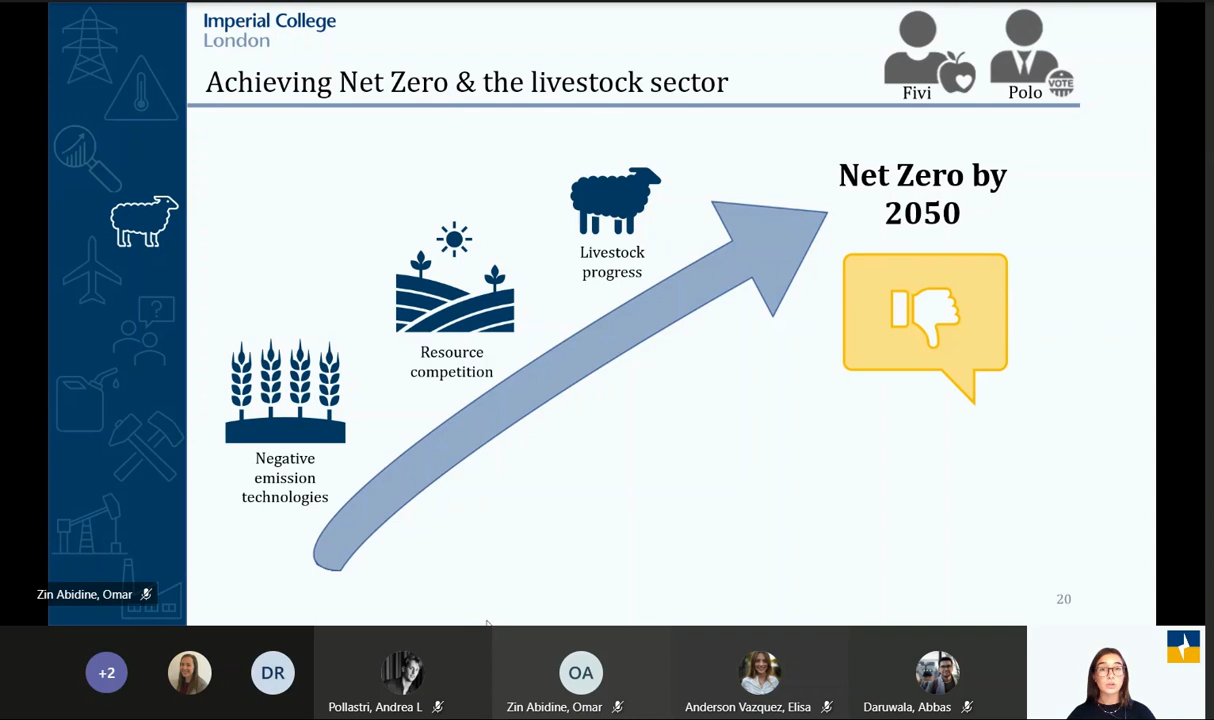 Imperial College
London
Achieving Net Zero & the livestock sector
Fivi
Polo
VOTE
Net Zero by
2050
Livestock
progress
Resource
competition
Negative
emission
technologies
20
Zin Abidine, Omar
+2
DR
Pollastri, Andrea L
OA
Zin Abidine, Omar
Anderson Vazquez, Elisa
Daruwala, Abbas